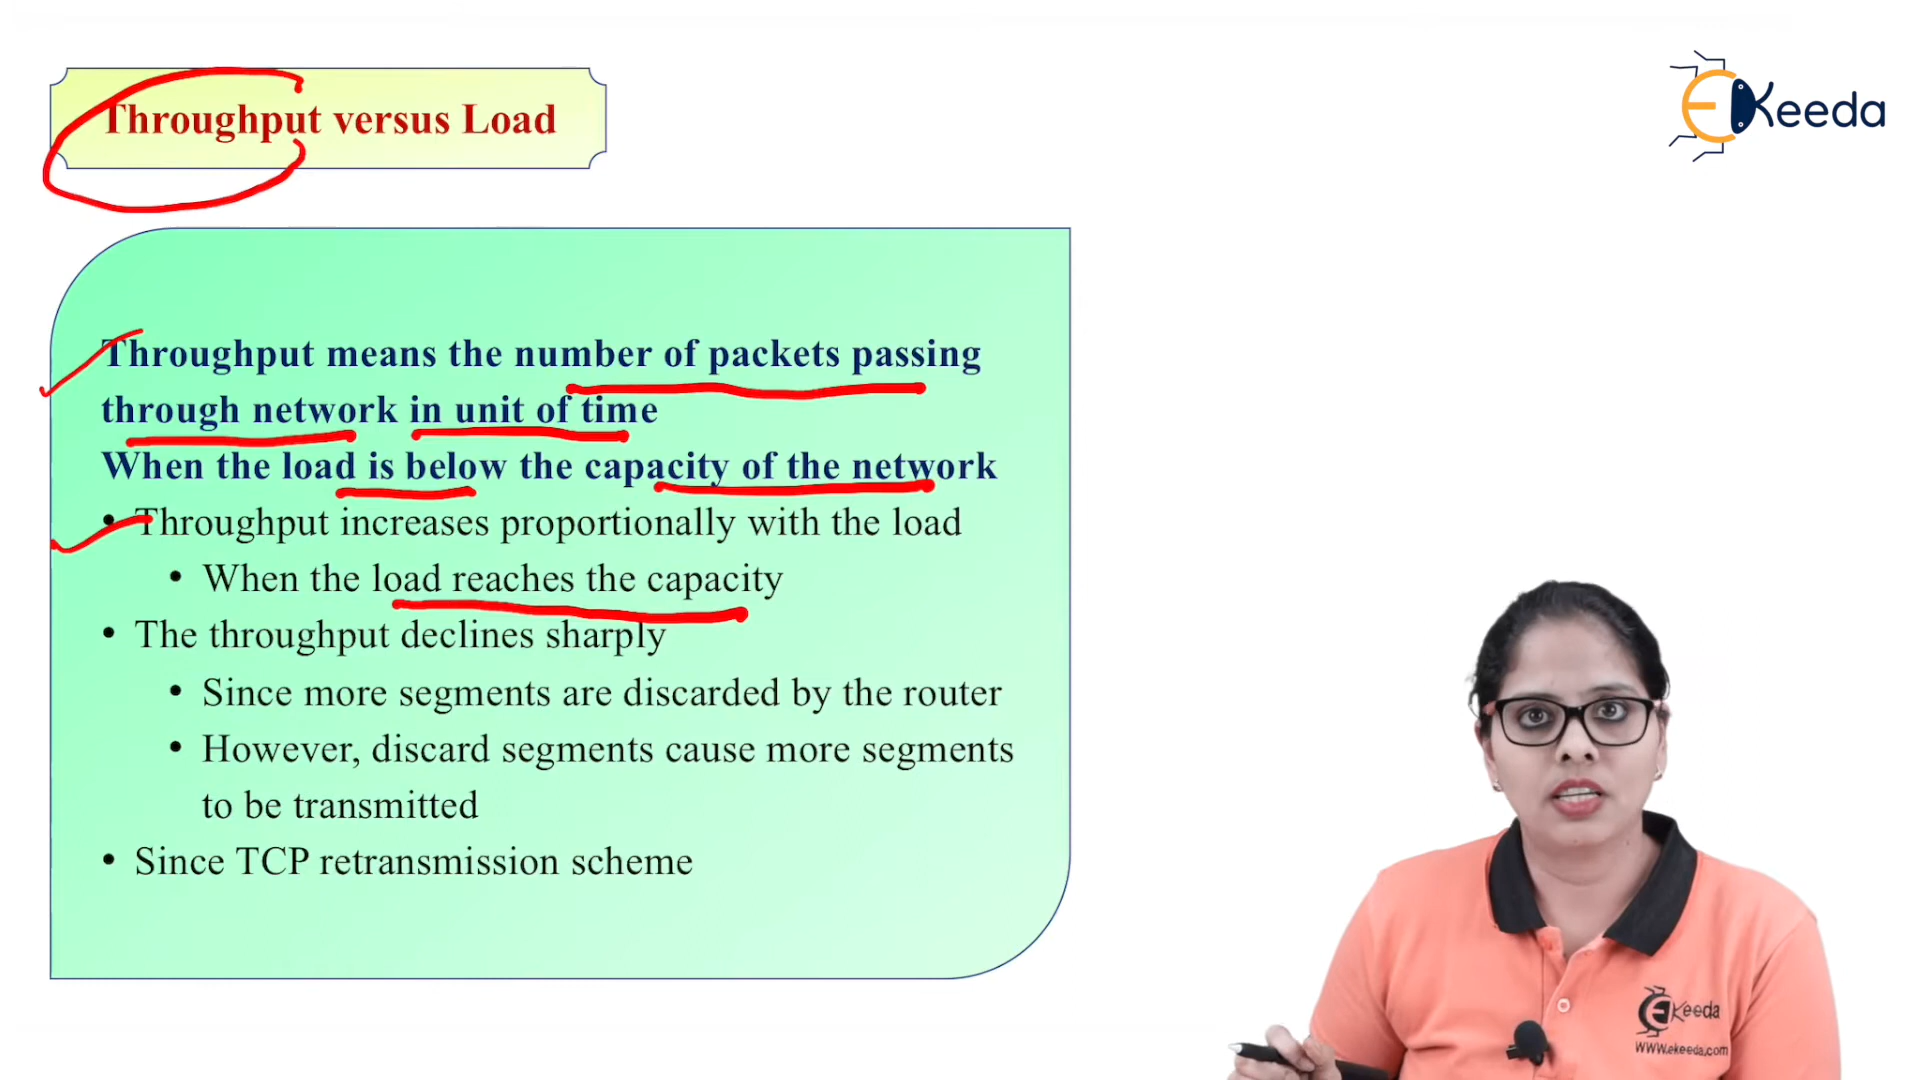 Throughput versus Load
EKeeda
Throughput means the number of packets passing
through network in unit of time
When the load is below the capacity of the network
• Throughput increases proportionally with the load
• When the load reaches the capacity
• The throughput declines sharply
• Since more segments are discarded by the router
• However, discard segments cause more segments
to be transmitted
• Since TCP retransmission scheme
EKeeda
www.ekeeda.com